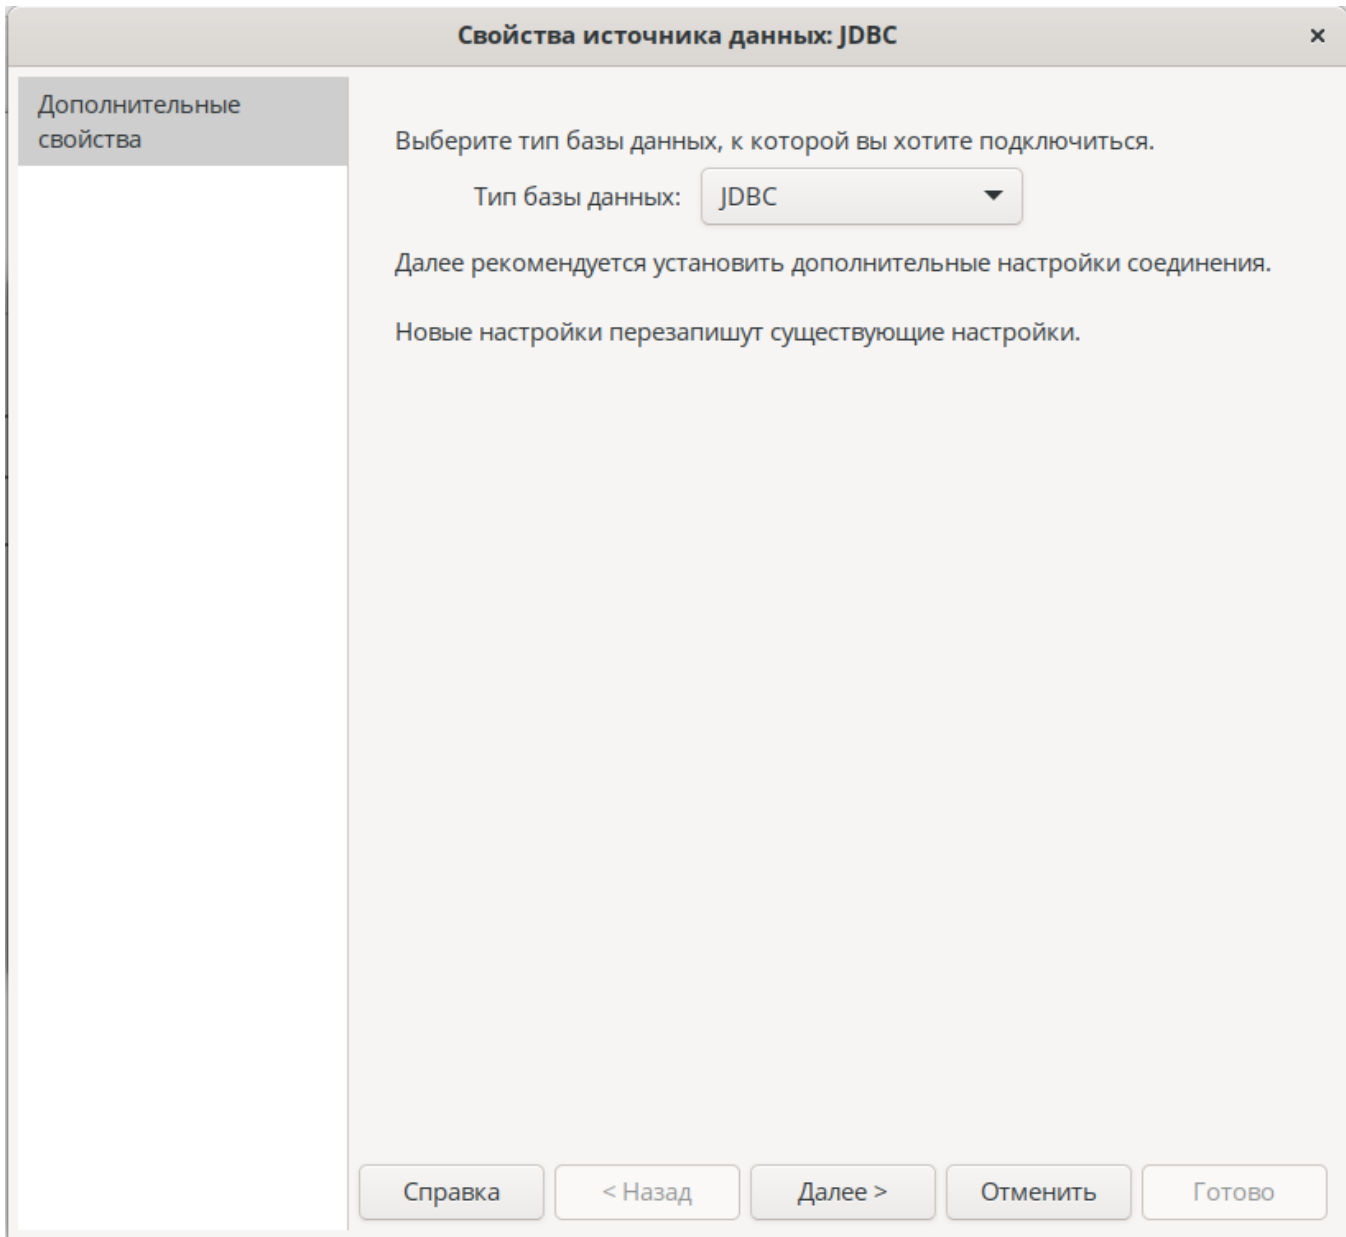 Свойства источника данных: JDBC
×
Дополнительные
свойства
Выберите тип базы данных, к которой вы хотите подключиться.
Тип базы данных: JDBC
Далее рекомендуется установить дополнительные настройки соединения.
Новые настройки перезапишут существующие настройки.
Справка < Назад Далее > Отменить Готово